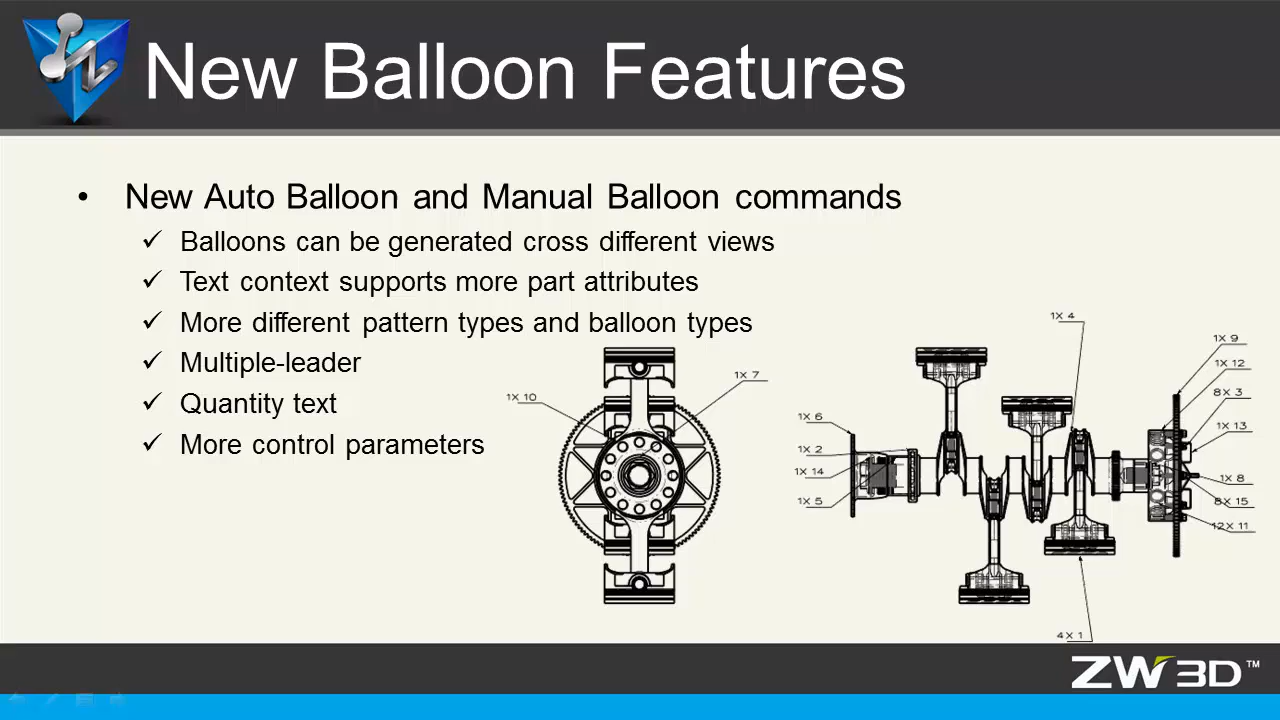 New Balloon Features
• New Auto Balloon and Manual Balloon commands
✓ Balloons can be generated cross different views
✓ Text context supports more part attributes
✓ More different pattern types and balloon types
✓ Multiple-leader
✓ Quantity text
✓ More control parameters
1X 10
1X 7
1X 4
1X 6
1X 2
1X 14
1X 5
1X 9
1X 12
8X 3
1X 13
1X 8
8X 15
12X 11
4X 1
ZW3D™